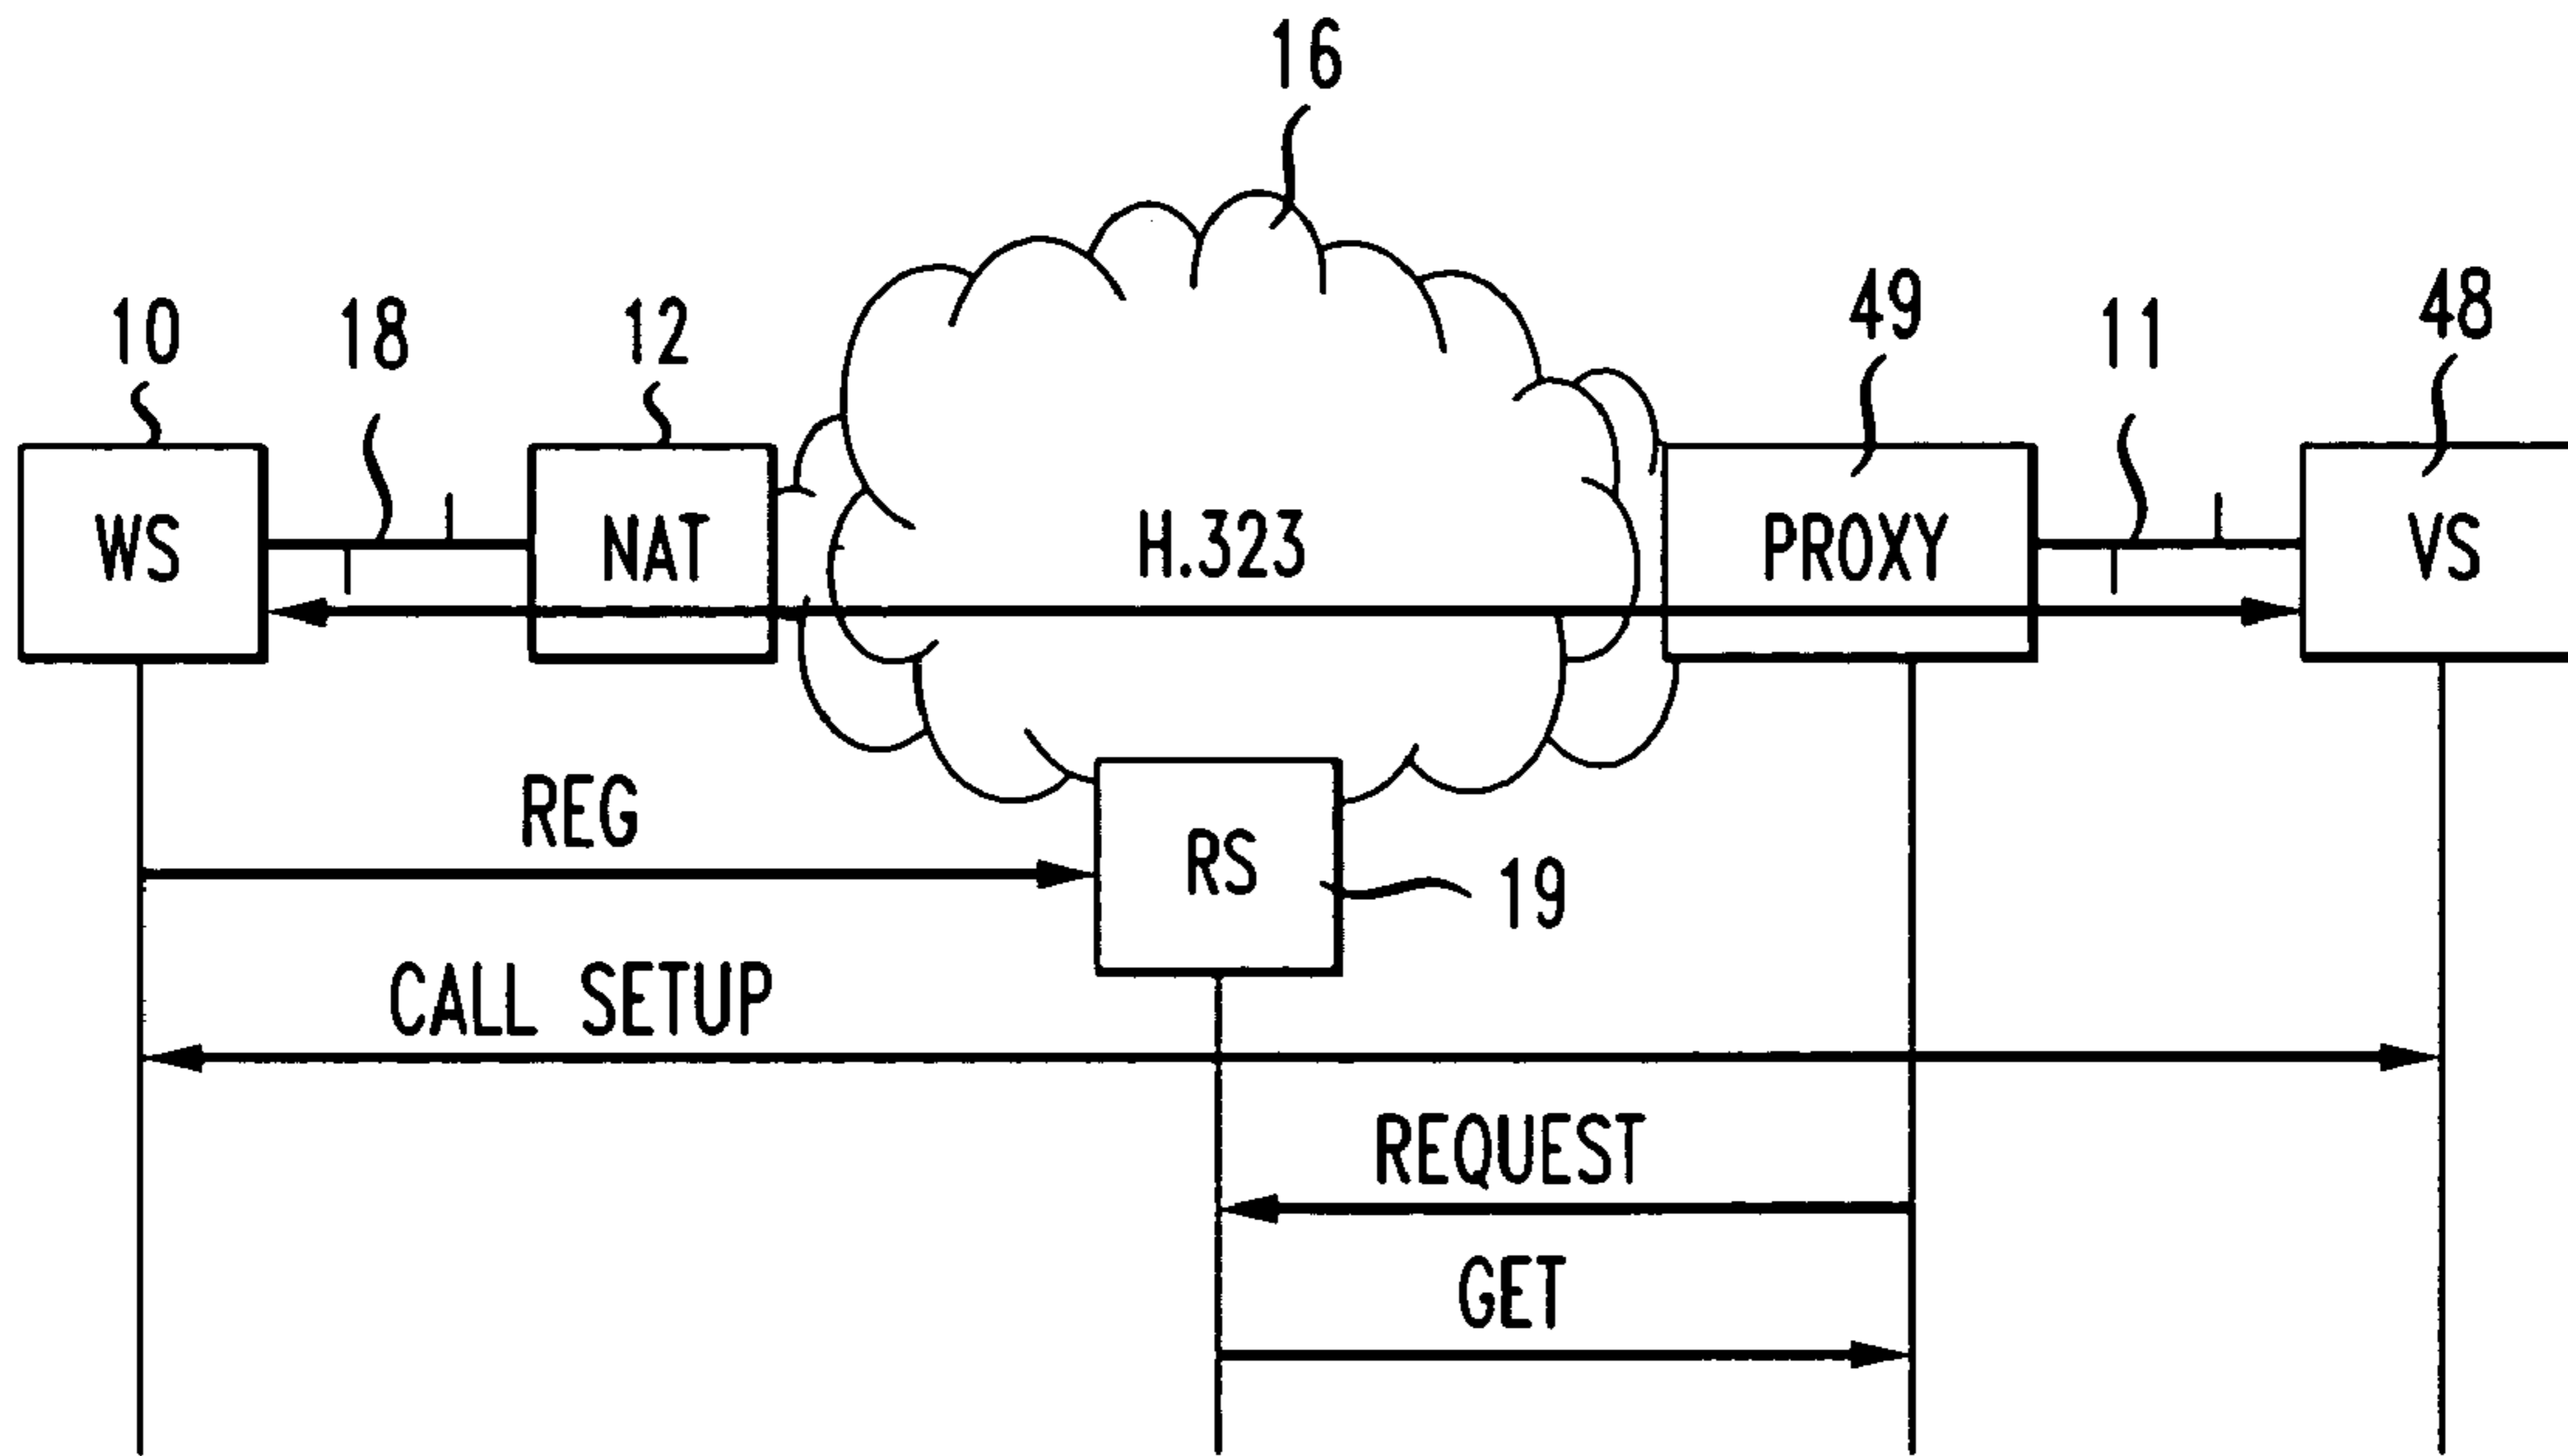 16
10
18
12
49
11
48
WS
NAT
H.323
PROXY
VS
REG
RS
19
CALL SETUP
REQUEST
GET